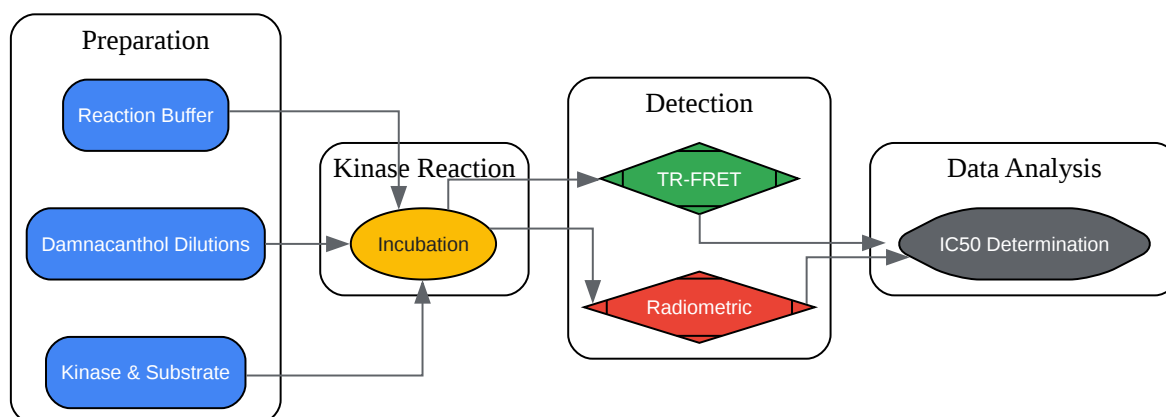 Preparation
Reaction Buffer
Damnacanthol Dilutions
Kinase & Substrate
Kinase Reaction
Incubation
Detection
TR-FRET
Radiometric
Data Analysis
IC50 Determination